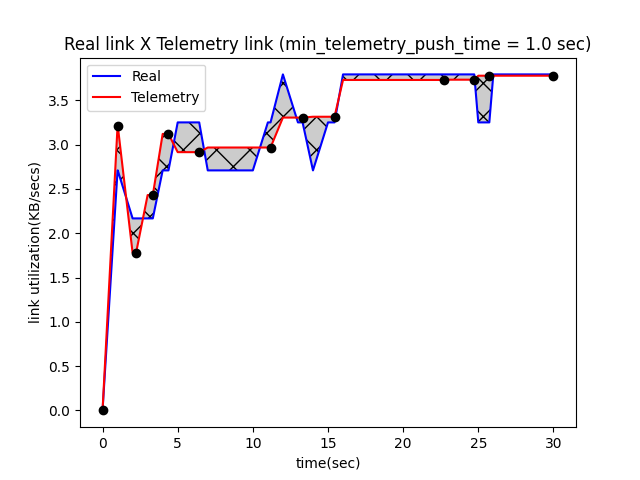 Real link X Telemetry link (min_telemetry_push_time = 1.0 sec)
Real
Telemetry
link utilization(KB/secs)
3.5
3.0
2.5
2.0
1.5
1.0
0.5
0.0
0 5 10 15 20 25 30
time(sec)